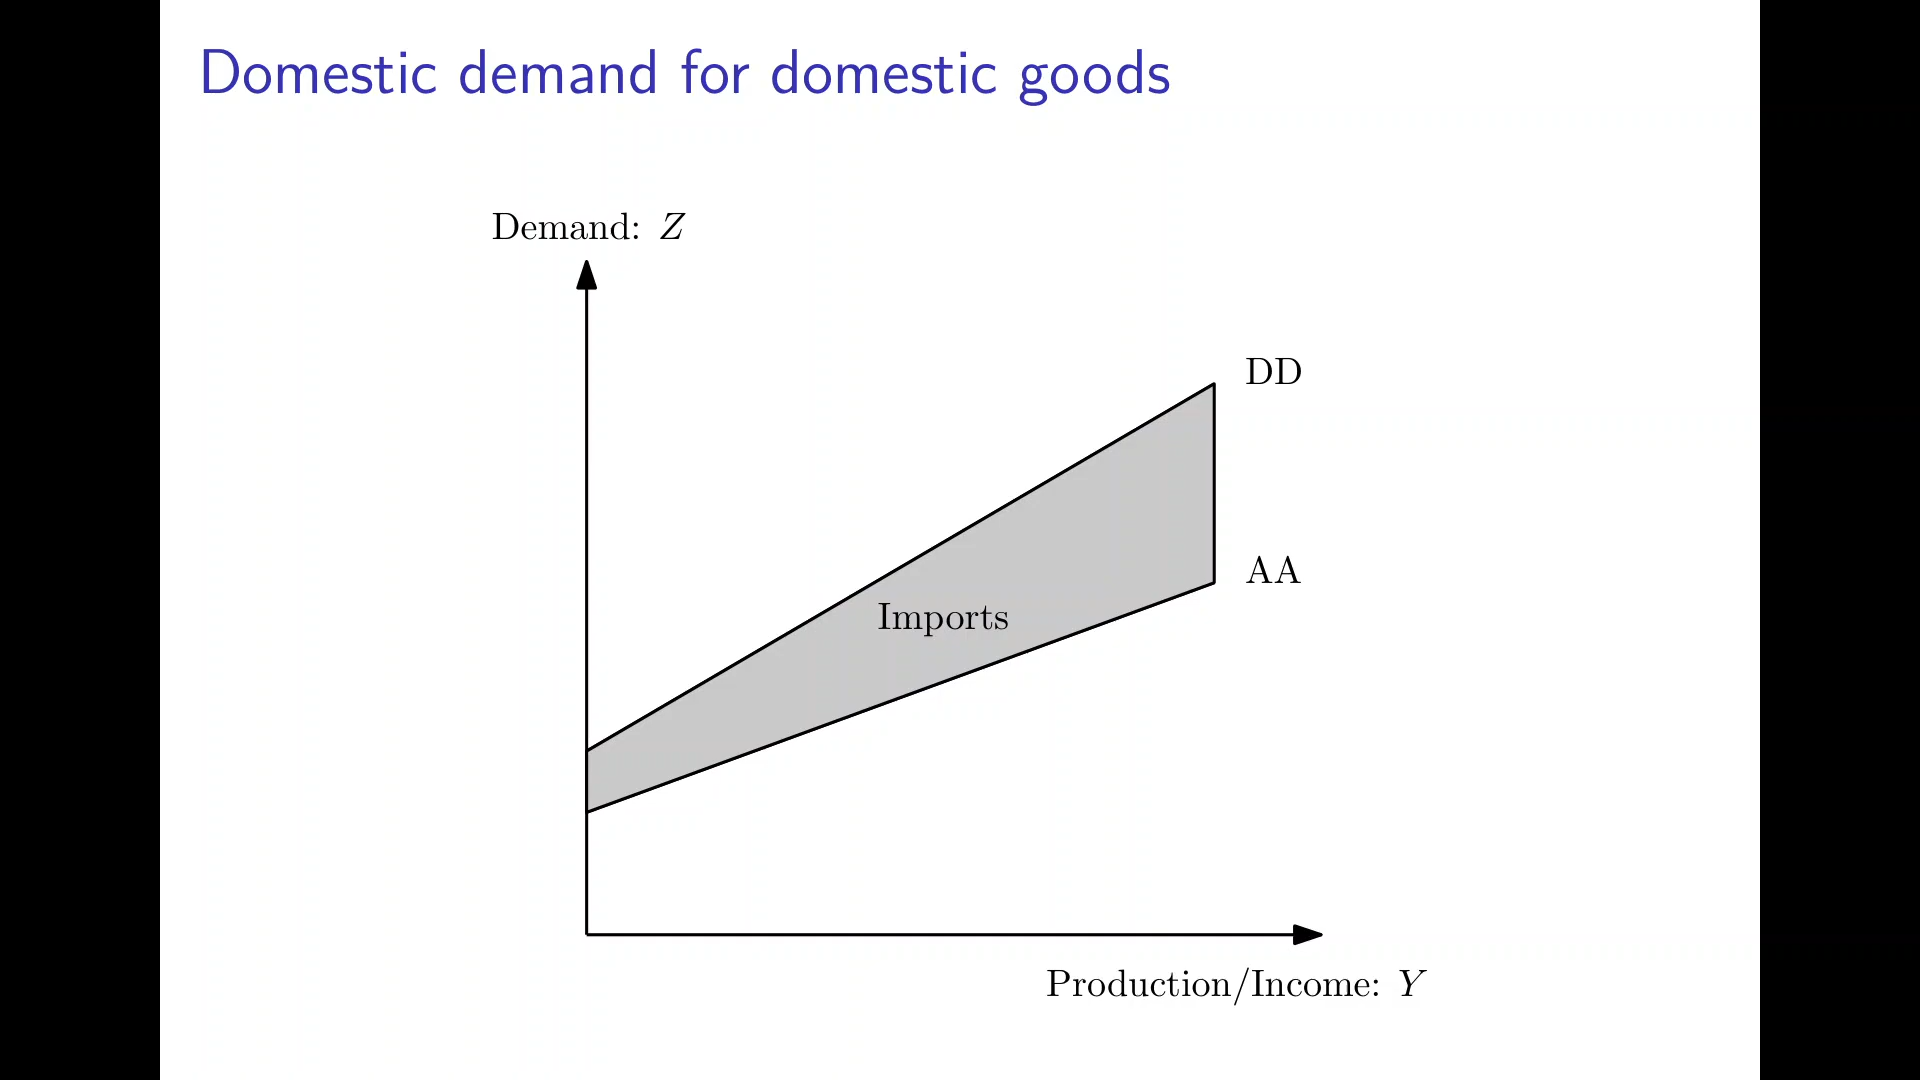 Domestic demand for domestic goods
Demand: Z
DD
AA
Imports
Production/Income: Y